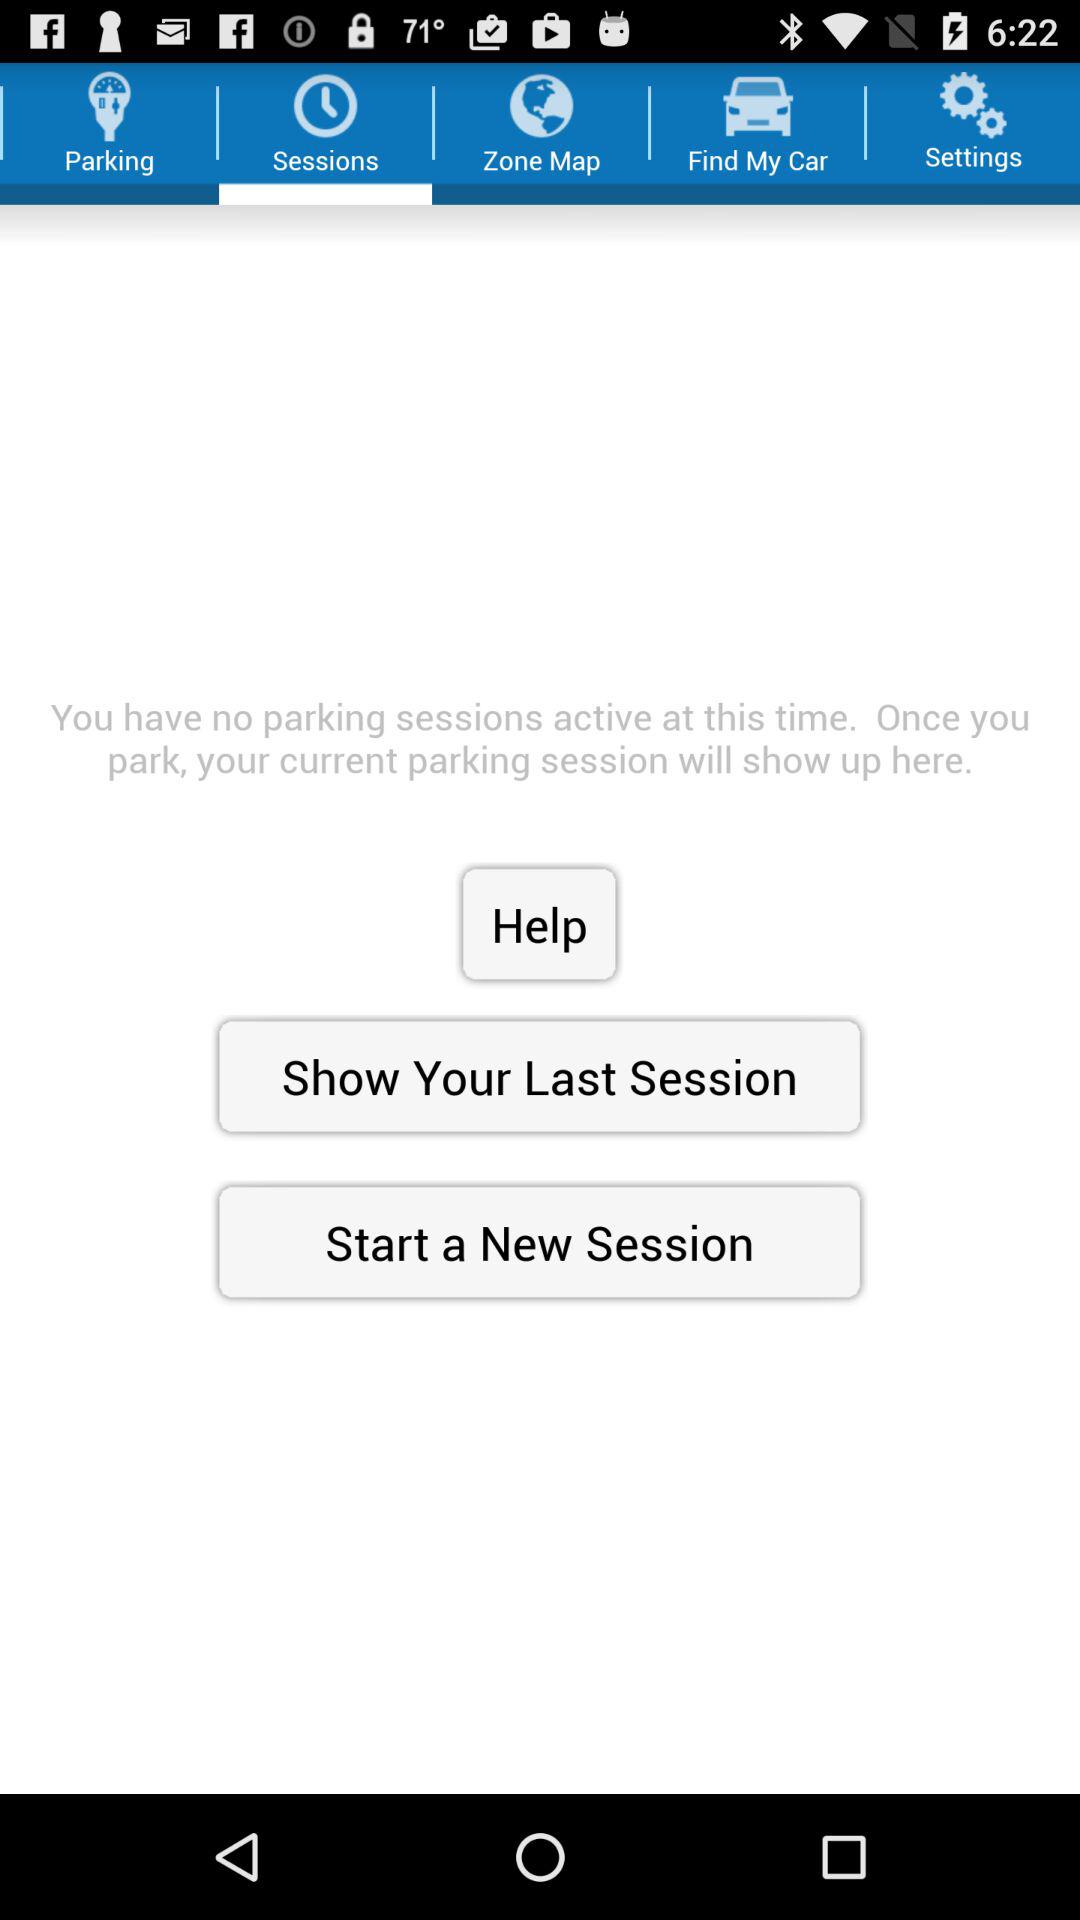 71° 6:22
Parking Sessions Zone Map Find My Car Settings
You have no parking sessions active at this time. Once you
park, your current parking session will show up here.
Help
Show Your Last Session
Start a New Session